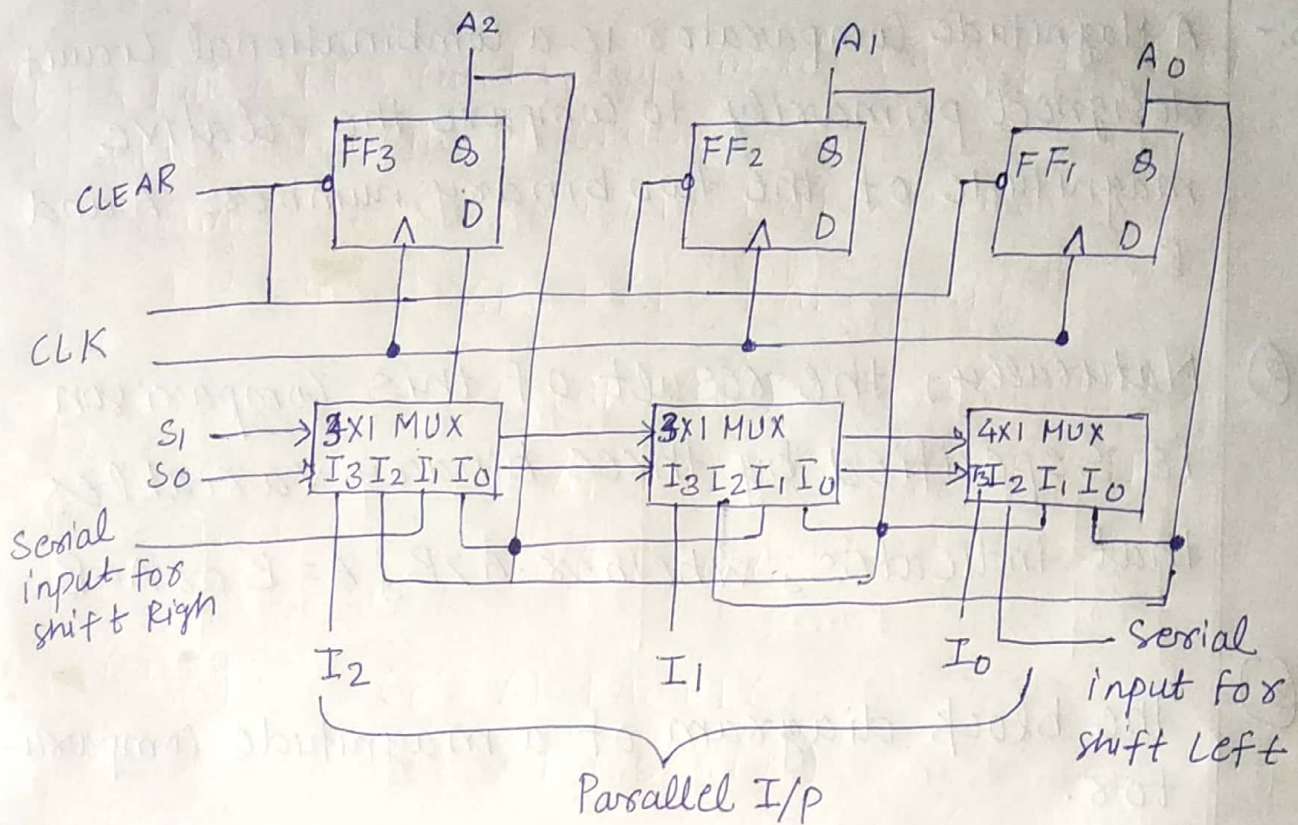 A2
A1
A0
FF3 Q
D
FF2 Q
D
FF1 Q
D
CLEAR
CLK
S1
S0
4X1 MUX
I3 I2 I1 I0
3X1 MUX
I3 I2 I1 I0
4X1 MUX
I3 I2 I1 I0
Serial
input for
shift Righ
I2
I1
I0
Serial
input for
shift Left
Parallel I/p